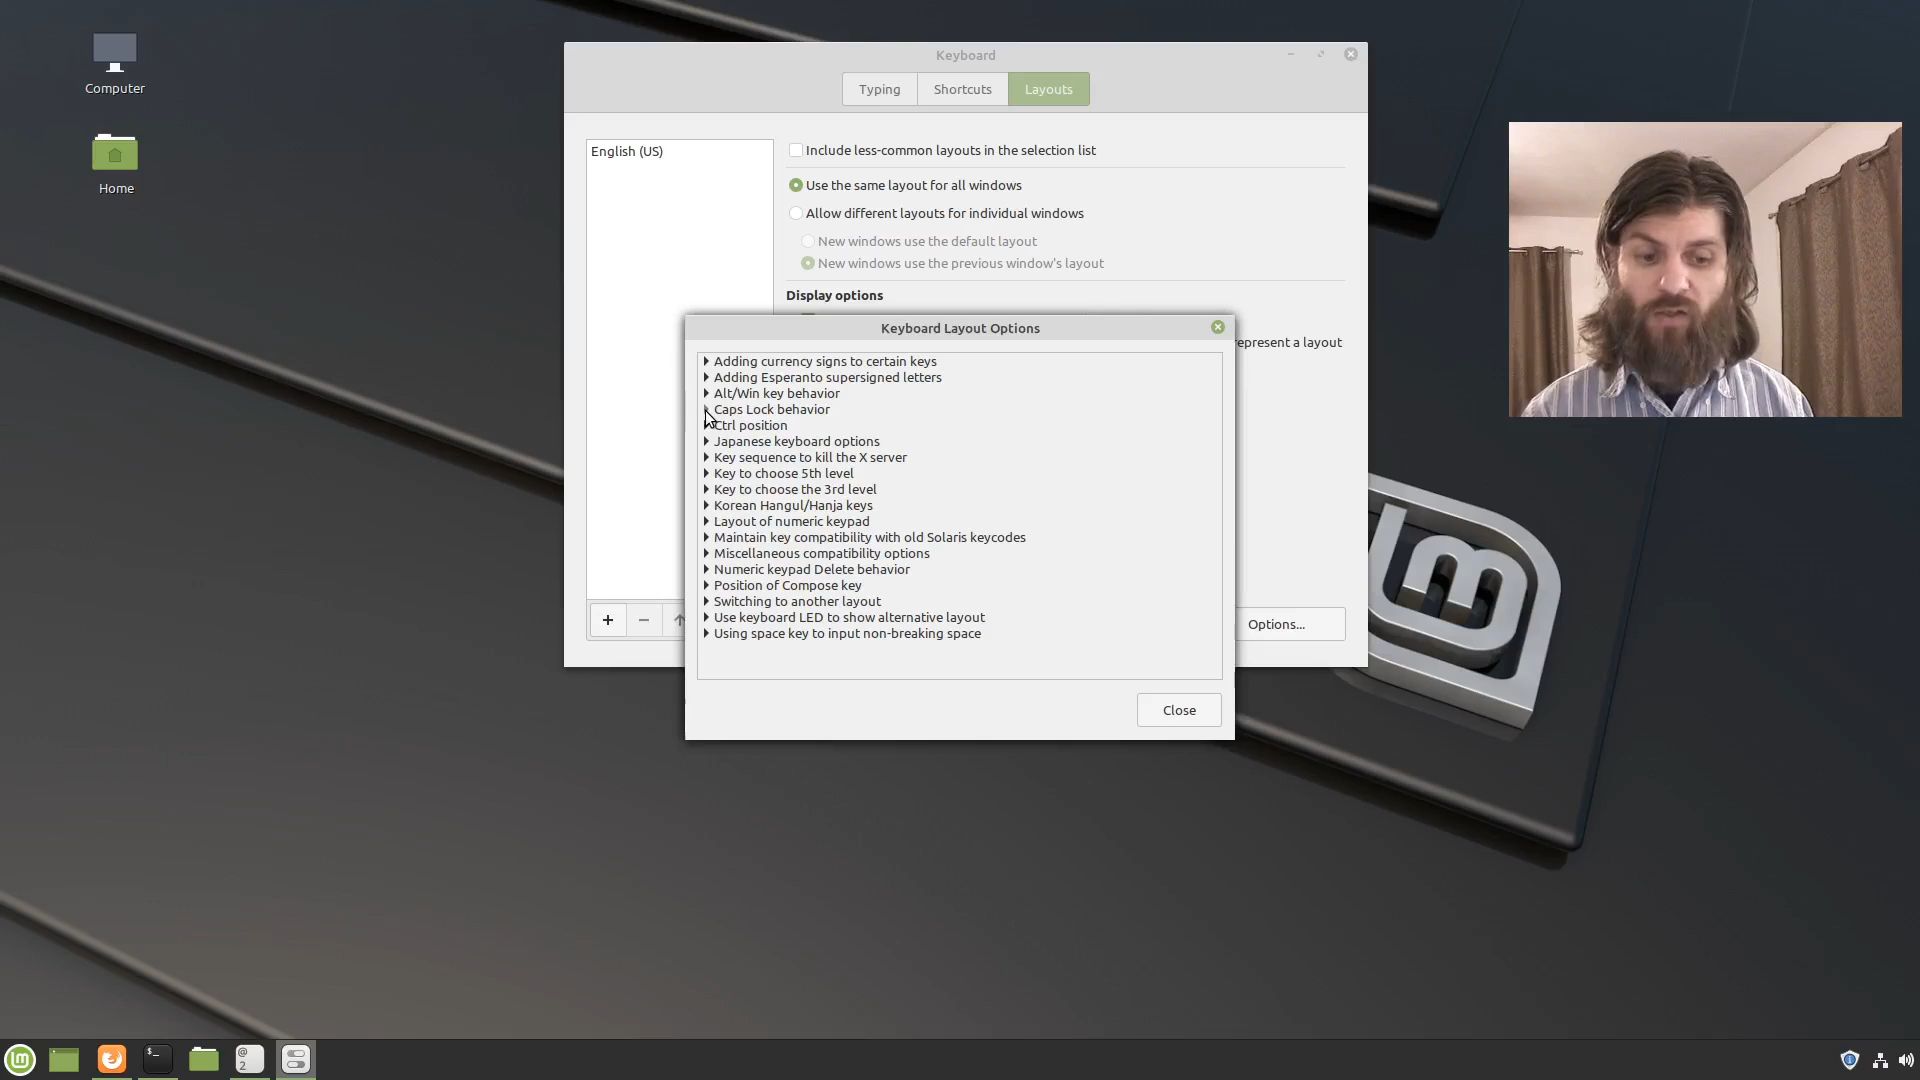 Computer
Home
Keyboard
Typing
Shortcuts
Layouts
English (US)
Include less-common layouts in the selection list
Use the same layout for all windows
Allow different layouts for individual windows
New windows use the default layout
New windows use the previous window's layout
Display options
represent a layout
Keyboard Layout Options
Adding currency signs to certain keys
Adding Esperanto supersigned letters
Alt/Win key behavior
Caps Lock behavior
Ctrl position
Japanese keyboard options
Key sequence to kill the X server
Key to choose 5th level
Key to choose the 3rd level
Korean Hangul/Hanja keys
Layout of numeric keypad
Maintain key compatibility with old Solaris keycodes
Miscellaneous compatibility options
Numeric keypad Delete behavior
Position of Compose key
Switching to another layout
Use keyboard LED to show alternative layout
Using space key to input non-breaking space
Options...
Close
$_
@
2